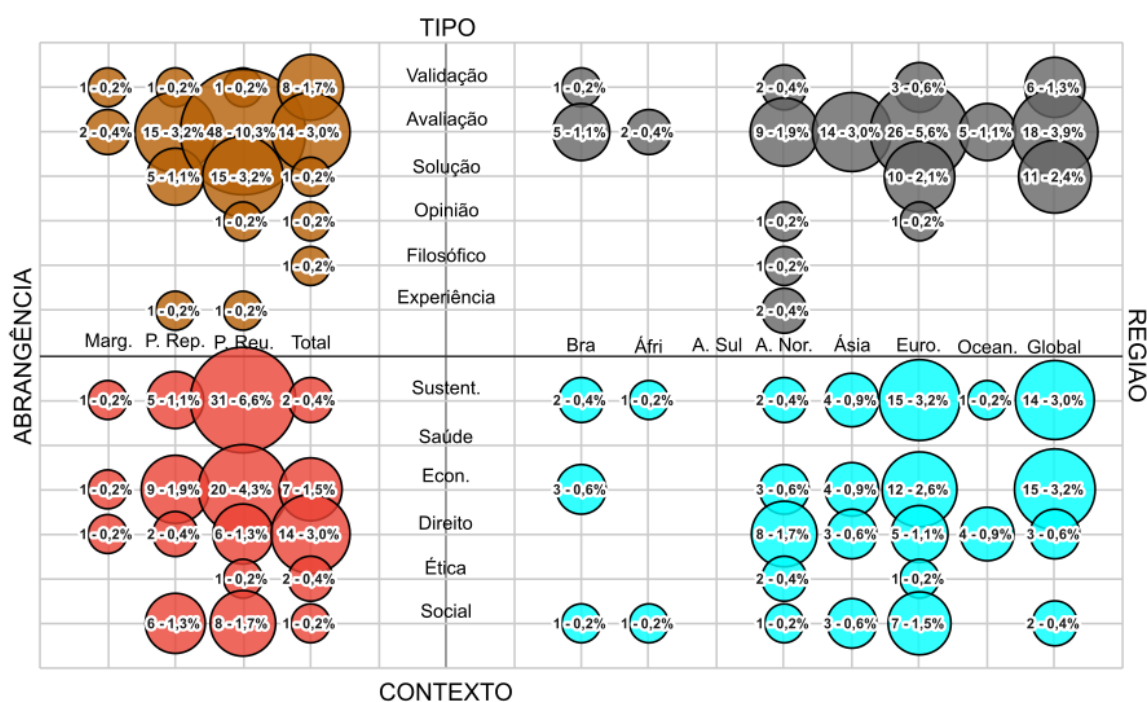 TIPO
Validação
1 - 0,2% 1 - 0,2% 1 - 0,2% 8 - 1,7% 1 - 0,2% 2 - 0,4% 3 - 0,6% 6 - 1,3%
Avaliação
2 - 0,4% 15 - 3,2% 48 - 10,3% 14 - 3,0% 5 - 1,1% 2 - 0,4% 9 - 1,9% 14 - 3,0% 26 - 5,6% 5 - 1,1% 18 - 3,9%
Solução
5 - 1,1% 15 - 3,2% 1 - 0,2% 10 - 2,1% 11 - 2,4%
Opinião
1 - 0,2% 1 - 0,2% 1 - 0,2% 1 - 0,2%
Filosófico
1 - 0,2% 1 - 0,2%
Experiência
1 - 0,2% 1 - 0,2% 2 - 0,4%
ABRANGÊNCIA
REGIAO
Marg. P. Rep. P. Reu. Total Bra Áfri A. Sul A. Nor. Ásia Euro. Ocean. Global
Sustent.
1 - 0,2% 5 - 1,1% 31 - 6,6% 2 - 0,4% 2 - 0,4% 1 - 0,2% 2 - 0,4% 4 - 0,9% 15 - 3,2% 1 - 0,2% 14 - 3,0%
Saúde
Econ.
1 - 0,2% 9 - 1,9% 20 - 4,3% 7 - 1,5% 3 - 0,6% 3 - 0,6% 4 - 0,9% 12 - 2,6% 15 - 3,2%
Direito
1 - 0,2% 2 - 0,4% 6 - 1,3% 14 - 3,0% 8 - 1,7% 3 - 0,6% 5 - 1,1% 4 - 0,9% 3 - 0,6%
Ética
1 - 0,2% 2 - 0,4% 2 - 0,4% 1 - 0,2%
Social
6 - 1,3% 8 - 1,7% 1 - 0,2% 1 - 0,2% 1 - 0,2% 1 - 0,2% 3 - 0,6% 7 - 1,5% 2 - 0,4%
CONTEXTO